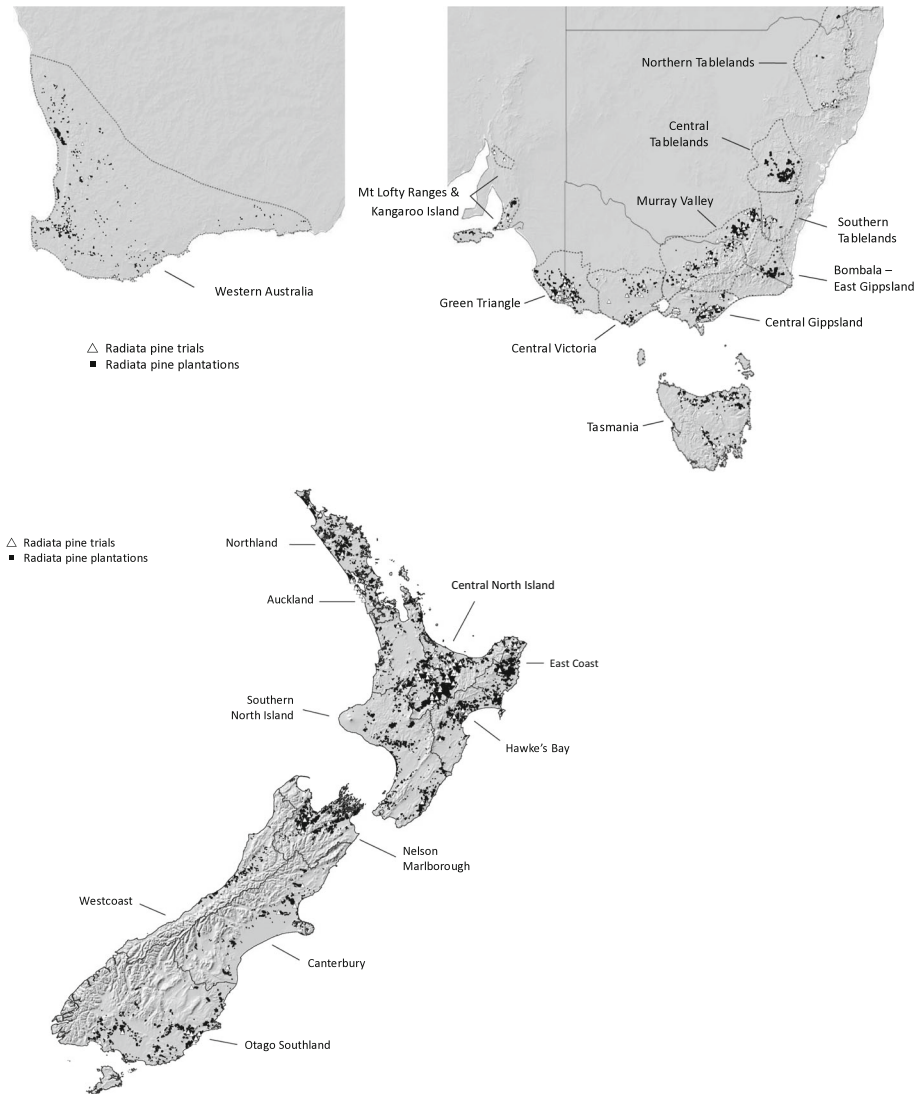 Northern Tablelands
Central
Tablelands
Mt Lofty Ranges &
Kangaroo Island
Murray Valley
Southern
Tablelands
Bombala –
East Gippsland
Western Australia
Green Triangle
Central Gippsland
Central Victoria
△ Radiata pine trials
■ Radiata pine plantations
Tasmania
△ Radiata pine trials
■ Radiata pine plantations
Northland
Auckland
Central North Island
East Coast
Southern
North Island
Hawke's Bay
Nelson
Marlborough
Westcoast
Canterbury
Otago Southland